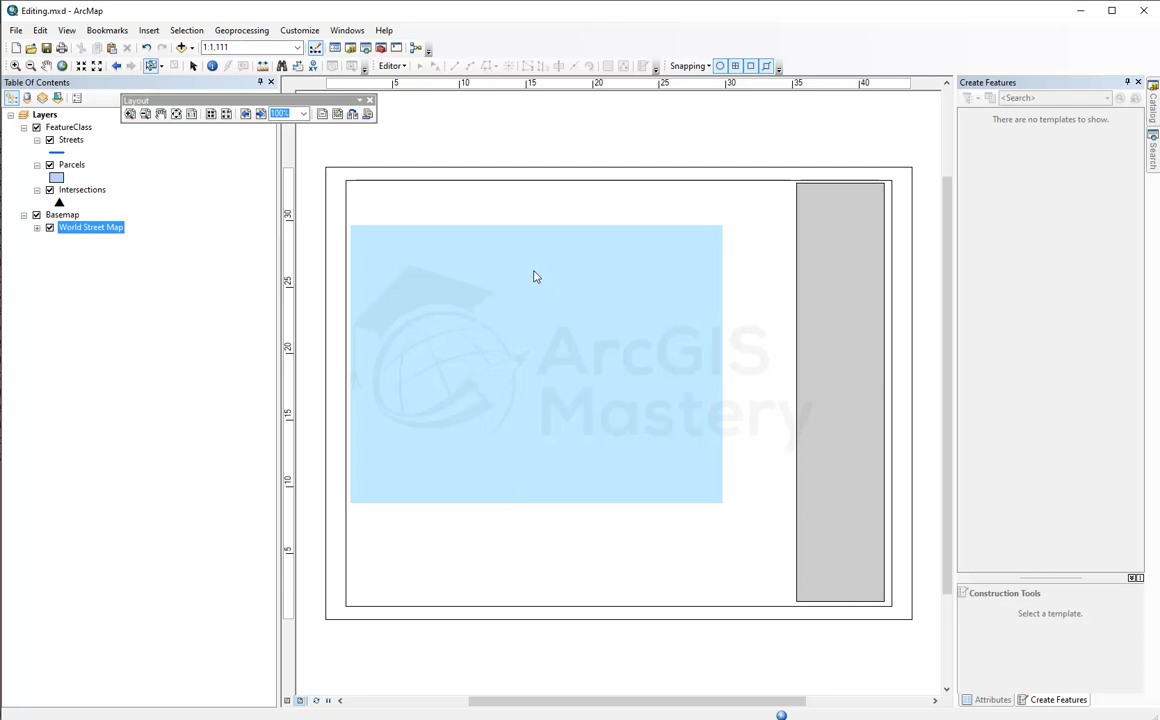 Editing.mxd - ArcMap
File Edit View Bookmarks Insert Selection Geoprocessing Customize Windows Help
1:1,111
Editor Snapping
Table Of Contents
Layout
100%
Layers
FeatureClass
Streets
Parcels
Intersections
Basemap
World Street Map
5 10 15 20 25 30 35 40
30
25
20
15
10
5
ArcGIS
Mastery
Create Features
<Search>
There are no templates to show.
Catalog
Search
Construction Tools
Select a template.
Attributes Create Features